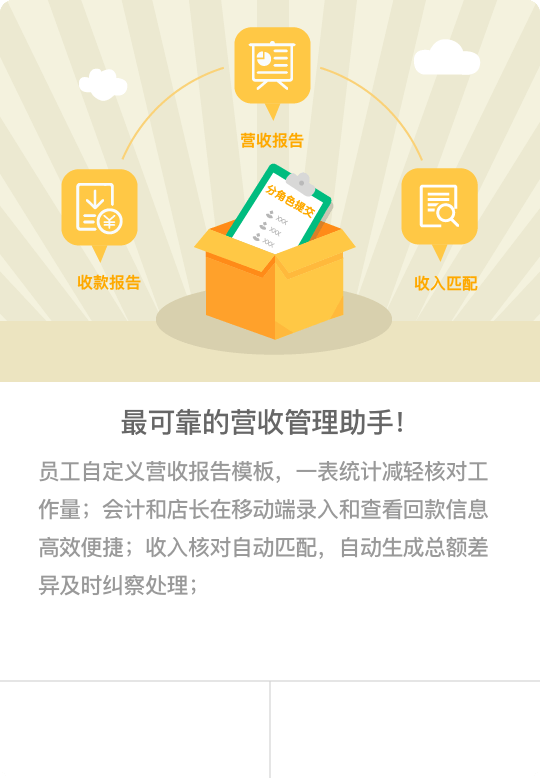 营收报告
分角色提交
xxx
xxx
xxx
收款报告
收入匹配
最可靠的营收管理助手！
员工自定义营收报告模板，一表统计减轻核对工
作量；会计和店长在移动端录入和查看回款信息
高效便捷；收入核对自动匹配，自动生成总额差
异及时纠察处理；